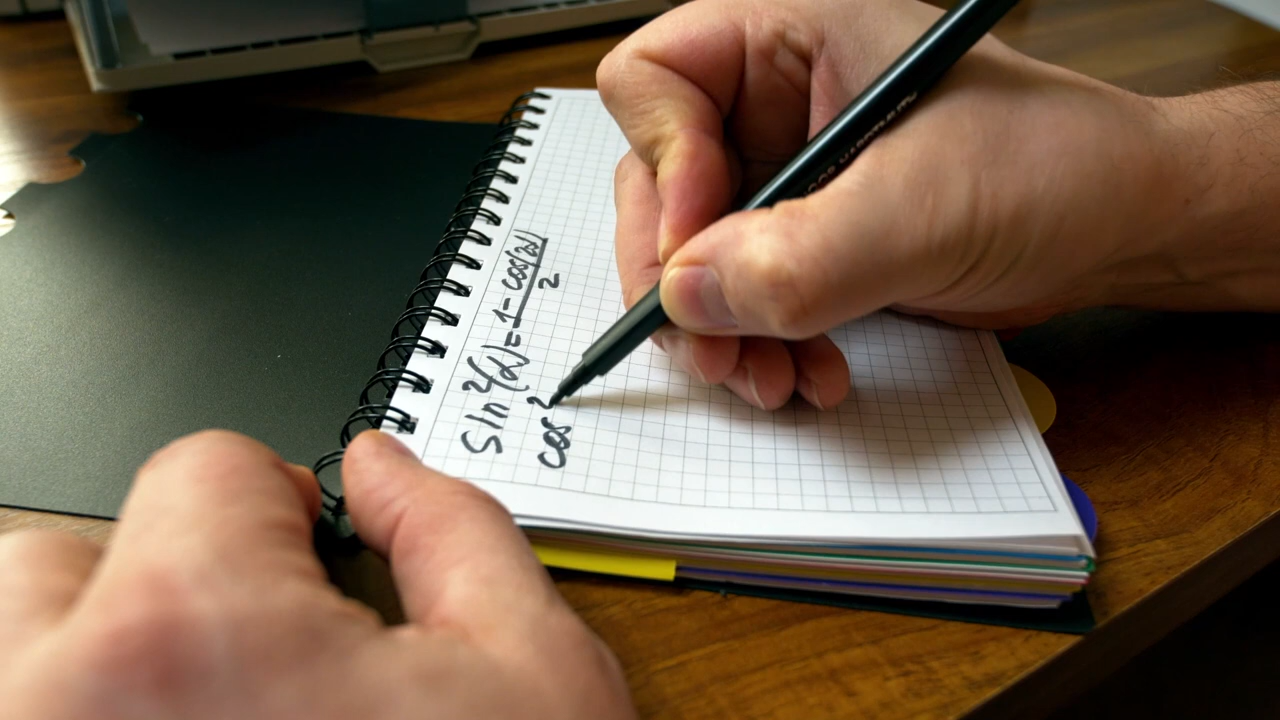 sin²(α) = 1 - cos(2α) / 2
cos²